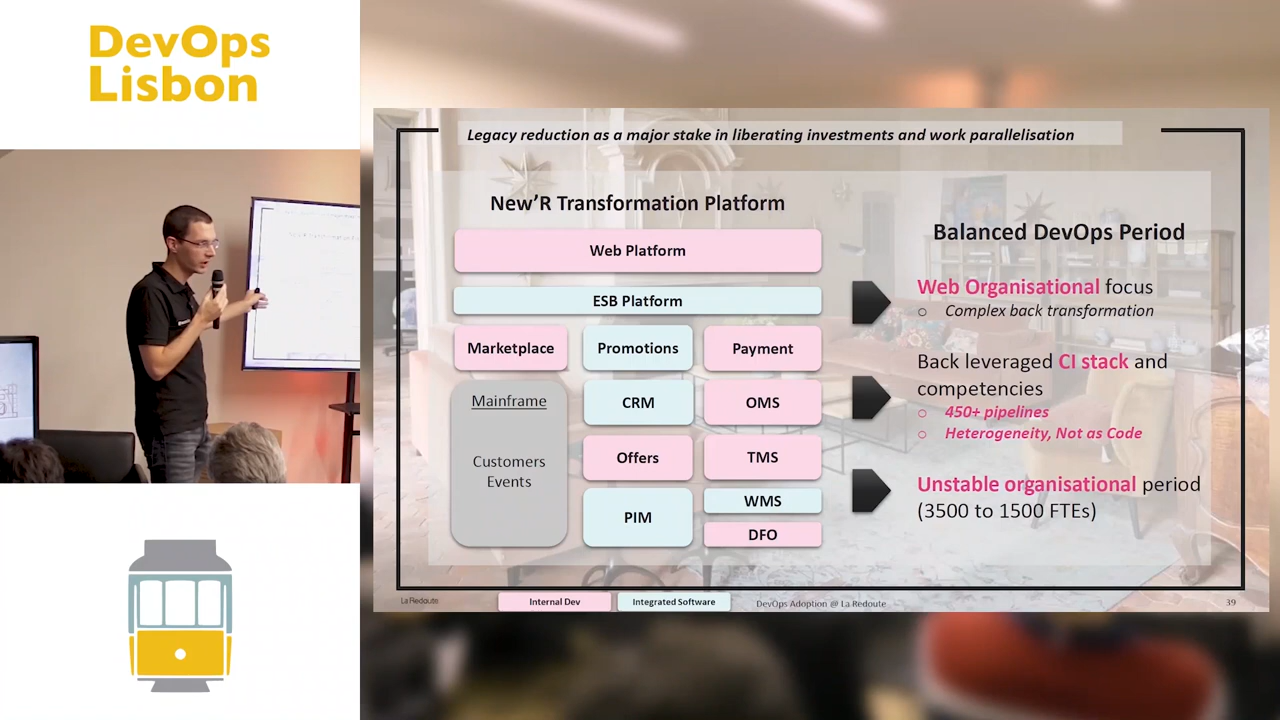 DevOps
Lisbon
Legacy reduction as a major stake in liberating investments and work parallelisation
New'R Transformation Platform
Web Platform
ESB Platform
Marketplace
Promotions
Payment
Mainframe
Customers
Events
CRM
OMS
Offers
TMS
PIM
WMS
DFO
Balanced DevOps Period
Web Organisational focus
○ Complex back transformation
Back leveraged CI stack and
competencies
○ 450+ pipelines
○ Heterogeneity, Not as Code
Unstable organisational period
(3500 to 1500 FTEs)
La Redoute
Internal Dev
Integrated Software
DevOps Adoption @ La Redoute
39